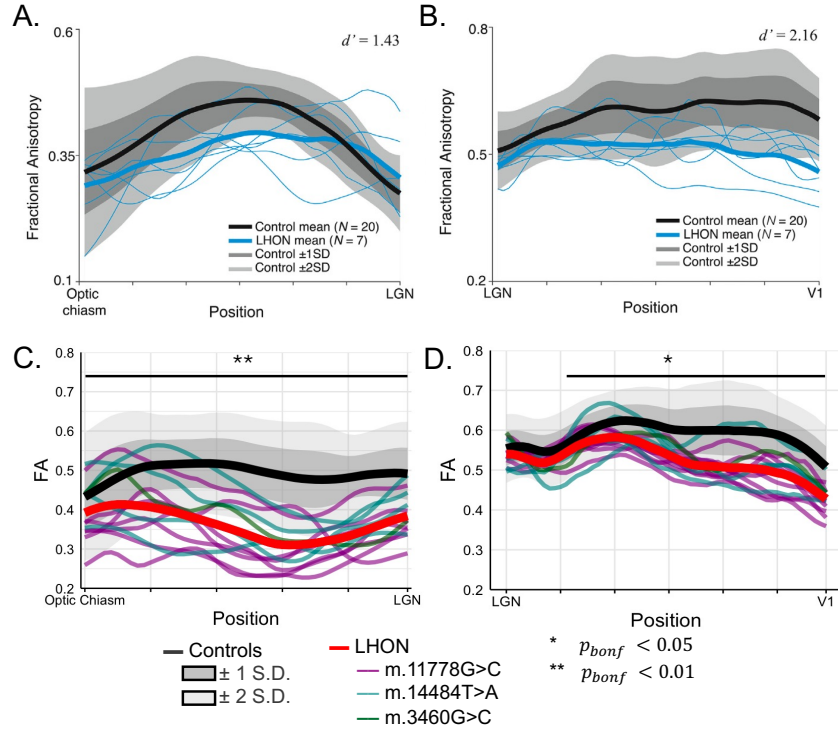 A.
B.
0.6
0.35
0.1
Fractional Anisotropy
d' = 1.43
Control mean (N = 20)
LHON mean (N = 7)
Control ±1SD
Control ±2SD
Optic
chiasm
LGN
Position
0.8
0.5
0.2
Fractional Anisotropy
d' = 2.16
Control mean (N = 20)
LHON mean (N = 7)
Control ±1SD
Control ±2SD
LGN
V1
Position
C.
D.
0.8
0.7
0.6
0.5
0.4
0.3
0.2
FA
**
Optic Chiasm
LGN
Position
0.8
0.7
0.6
0.5
0.4
0.3
0.2
FA
*
LGN
V1
Position
Controls
± 1 S.D.
± 2 S.D.
LHON
m.11778G>C
m.14484T>A
m.3460G>C
* p_bonf < 0.05
** p_bonf < 0.01